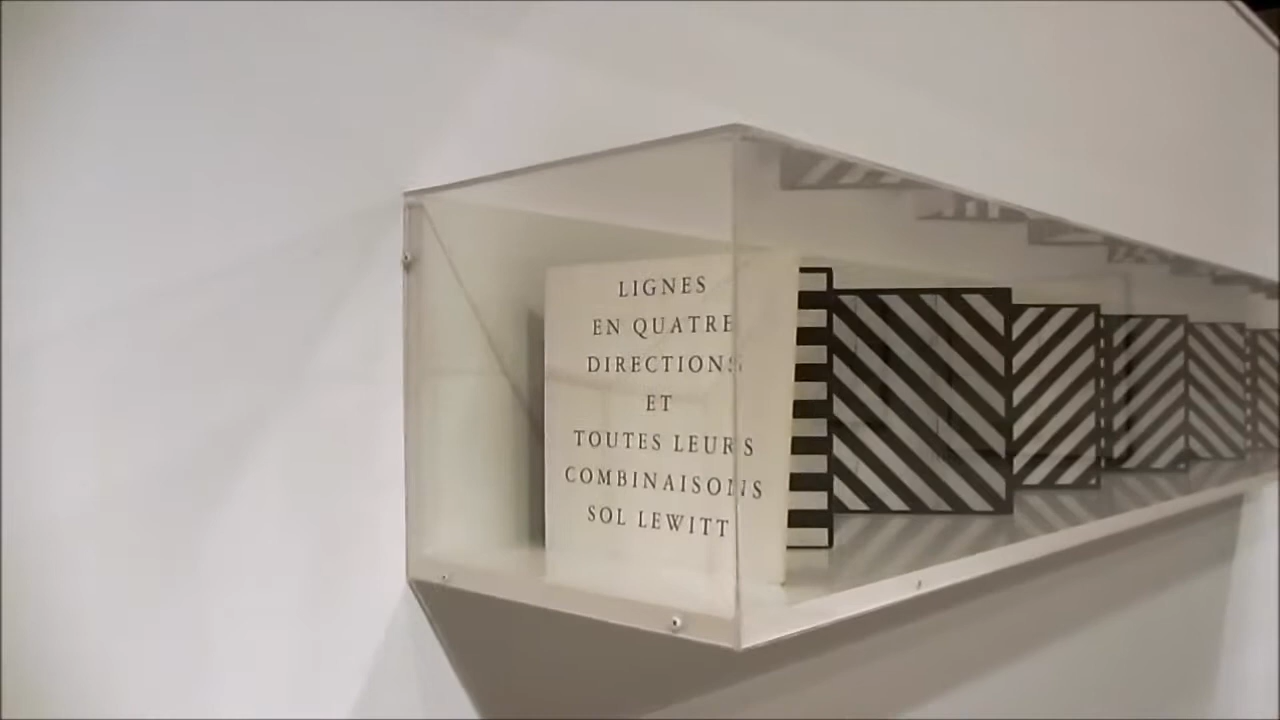 LIGNES
EN QUATRE
DIRECTIONS
ET
TOUTES LEURS
COMBINAISONS
SOL LEWITT